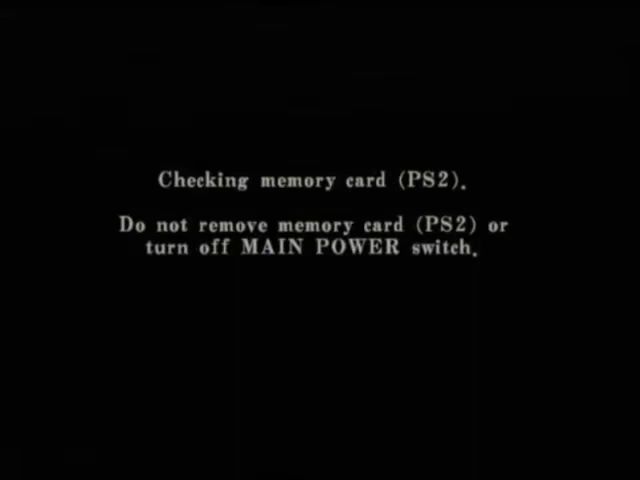 Checking memory card (PS2).
Do not remove memory card (PS2) or
turn off MAIN POWER switch.